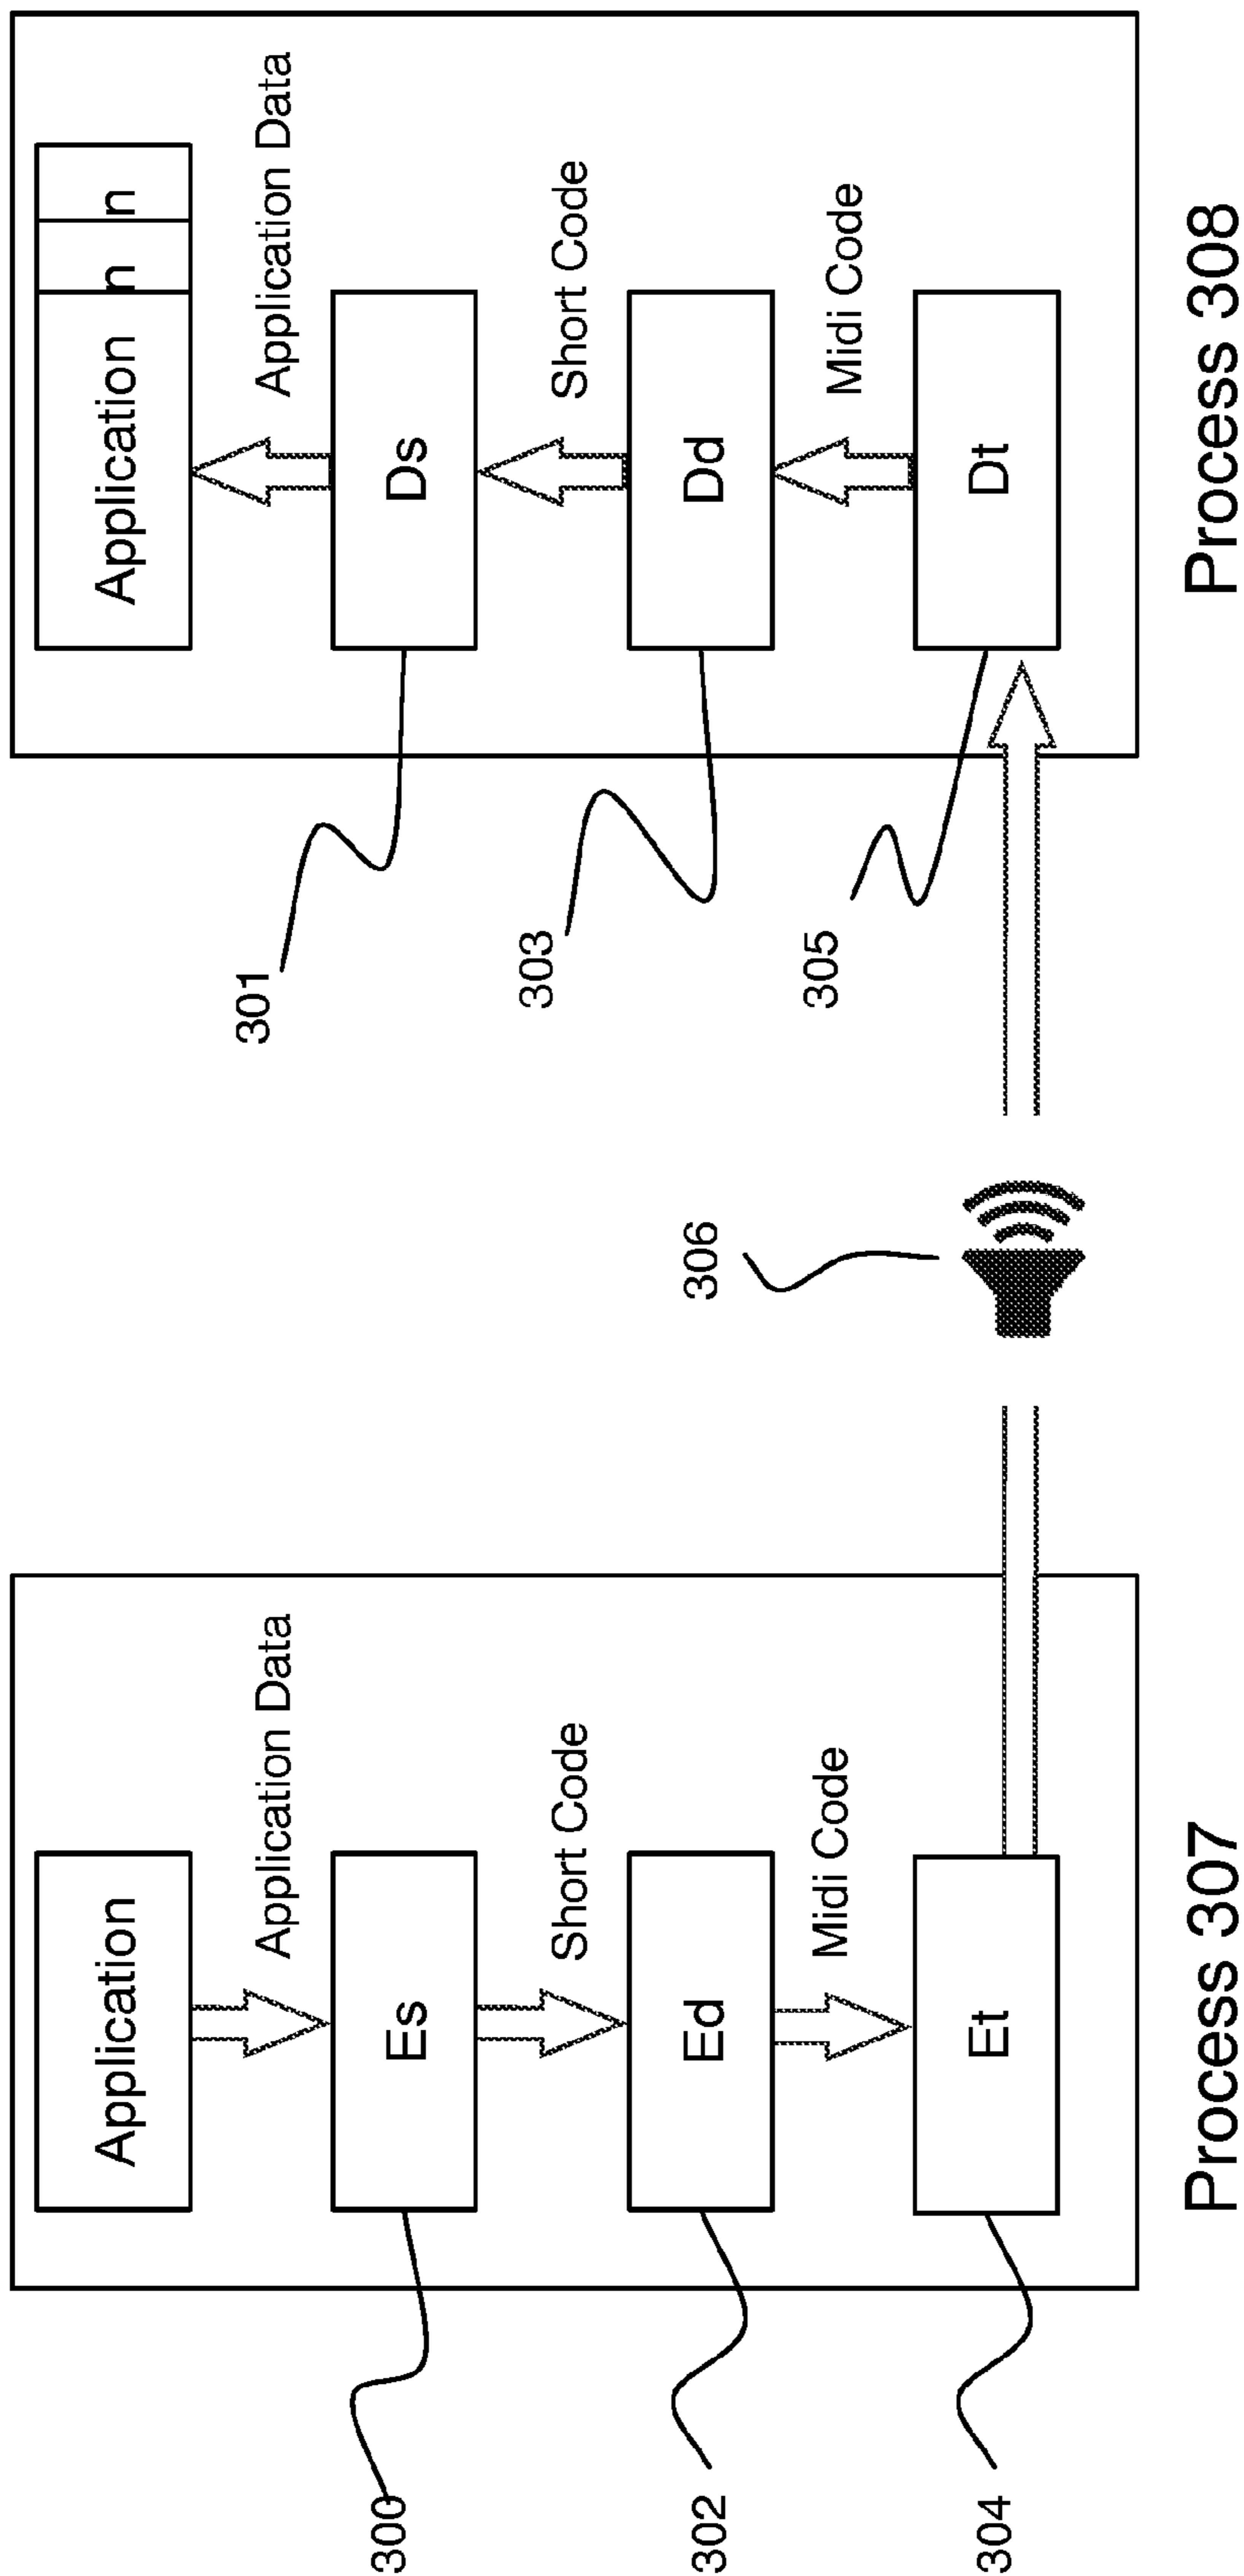 Application
Application Data
300
Es
Short Code
302
Ed
Midi Code
304
Et
Process 307
306
Application
n
n
Application Data
301
Ds
Short Code
303
Dd
Midi Code
305
Dt
Process 308